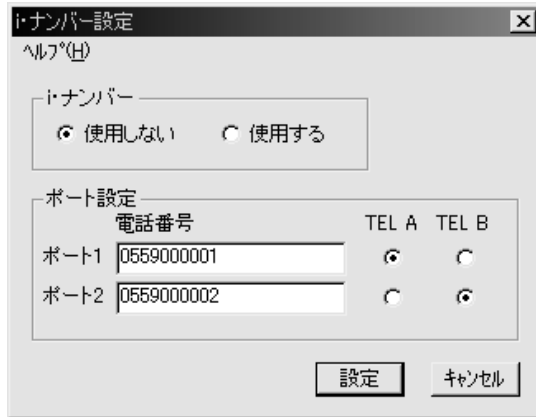 i・ナンバー設定
ﾍﾙﾌﾟ(H)
i・ナンバー
使用しない 使用する
ポート設定
電話番号 TEL A TEL B
ポート1 0559000001
ポート2 0559000002
設定 ｷｬﾝｾﾙ